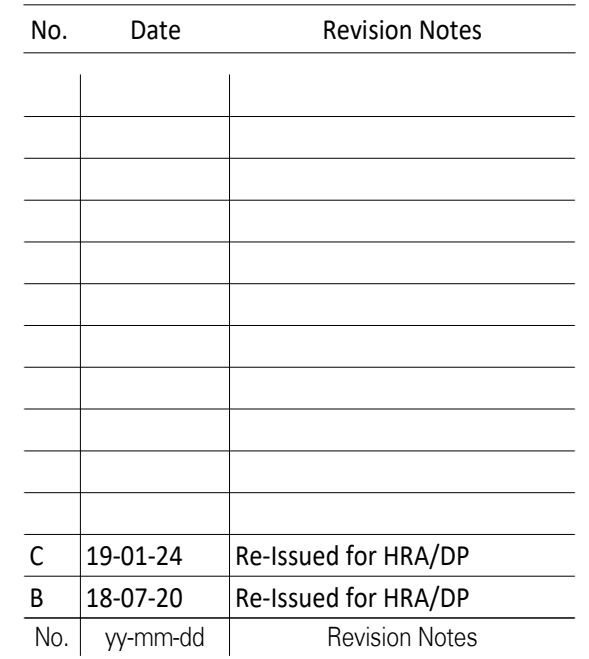 No. Date Revision Notes
C 19-01-24 Re-Issued for HRA/DP
B 18-07-20 Re-Issued for HRA/DP
No. yy-mm-dd Revision Notes